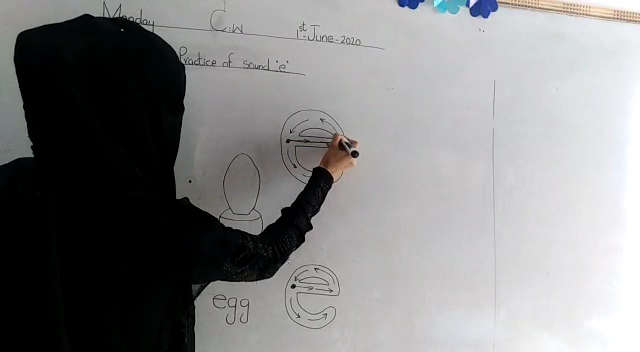 Monday C.W 1st-June-2020
Practice of sound "e"
e
egg e